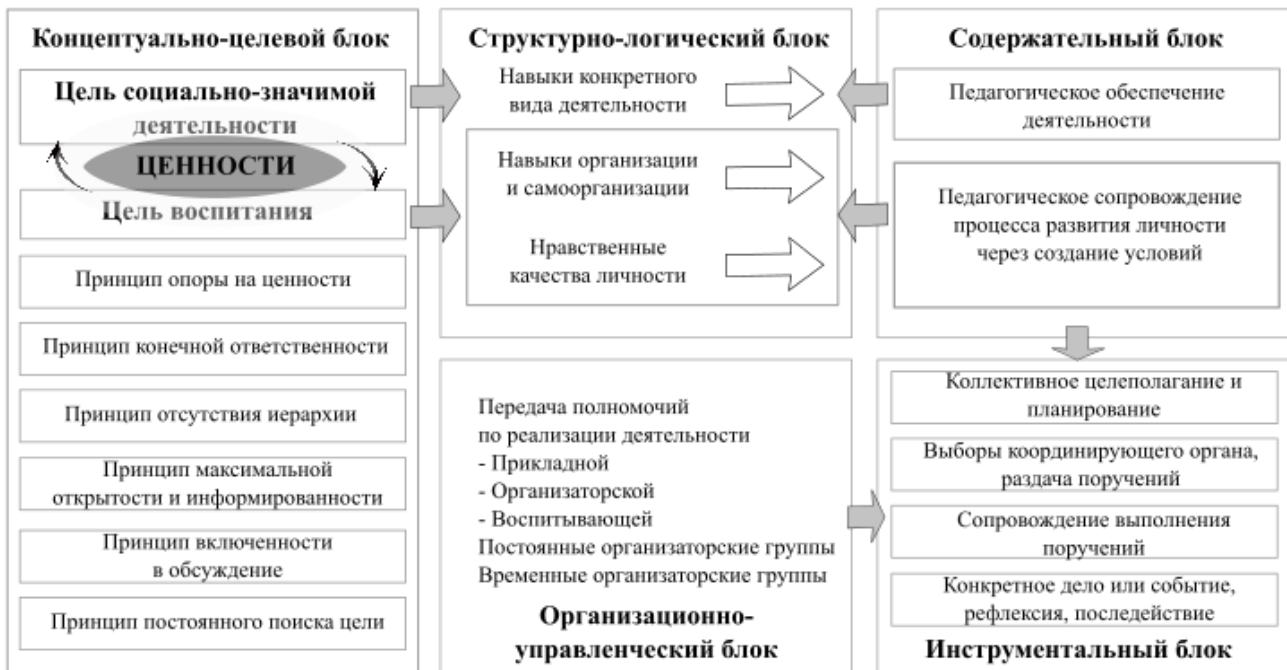 Концептуально-целевой блок
Цель социально-значимой
деятельности
ЦЕННОСТИ
Цель воспитания
Принцип опоры на ценности
Принцип конечной ответственности
Принцип отсутствия иерархии
Принцип максимальной
открытости и информированности
Принцип включенности
в обсуждение
Принцип постоянного поиска цели
Структурно-логический блок
Навыки конкретного
вида деятельности
Навыки организации
и самоорганизации
Нравственные
качества личности
Содержательный блок
Педагогическое обеспечение
деятельности
Педагогическое сопровождение
процесса развития личности
через создание условий
Передача полномочий
по реализации деятельности
- Прикладной
- Организаторской
- Воспитывающей
Постоянные организаторские группы
Временные организаторские группы
Организационно-
управленческий блок
Коллективное целеполагание и
планирование
Выборы координирующего органа,
раздача поручений
Сопровождение выполнения
поручений
Конкретное дело или событие,
рефлексия, последействие
Инструментальный блок